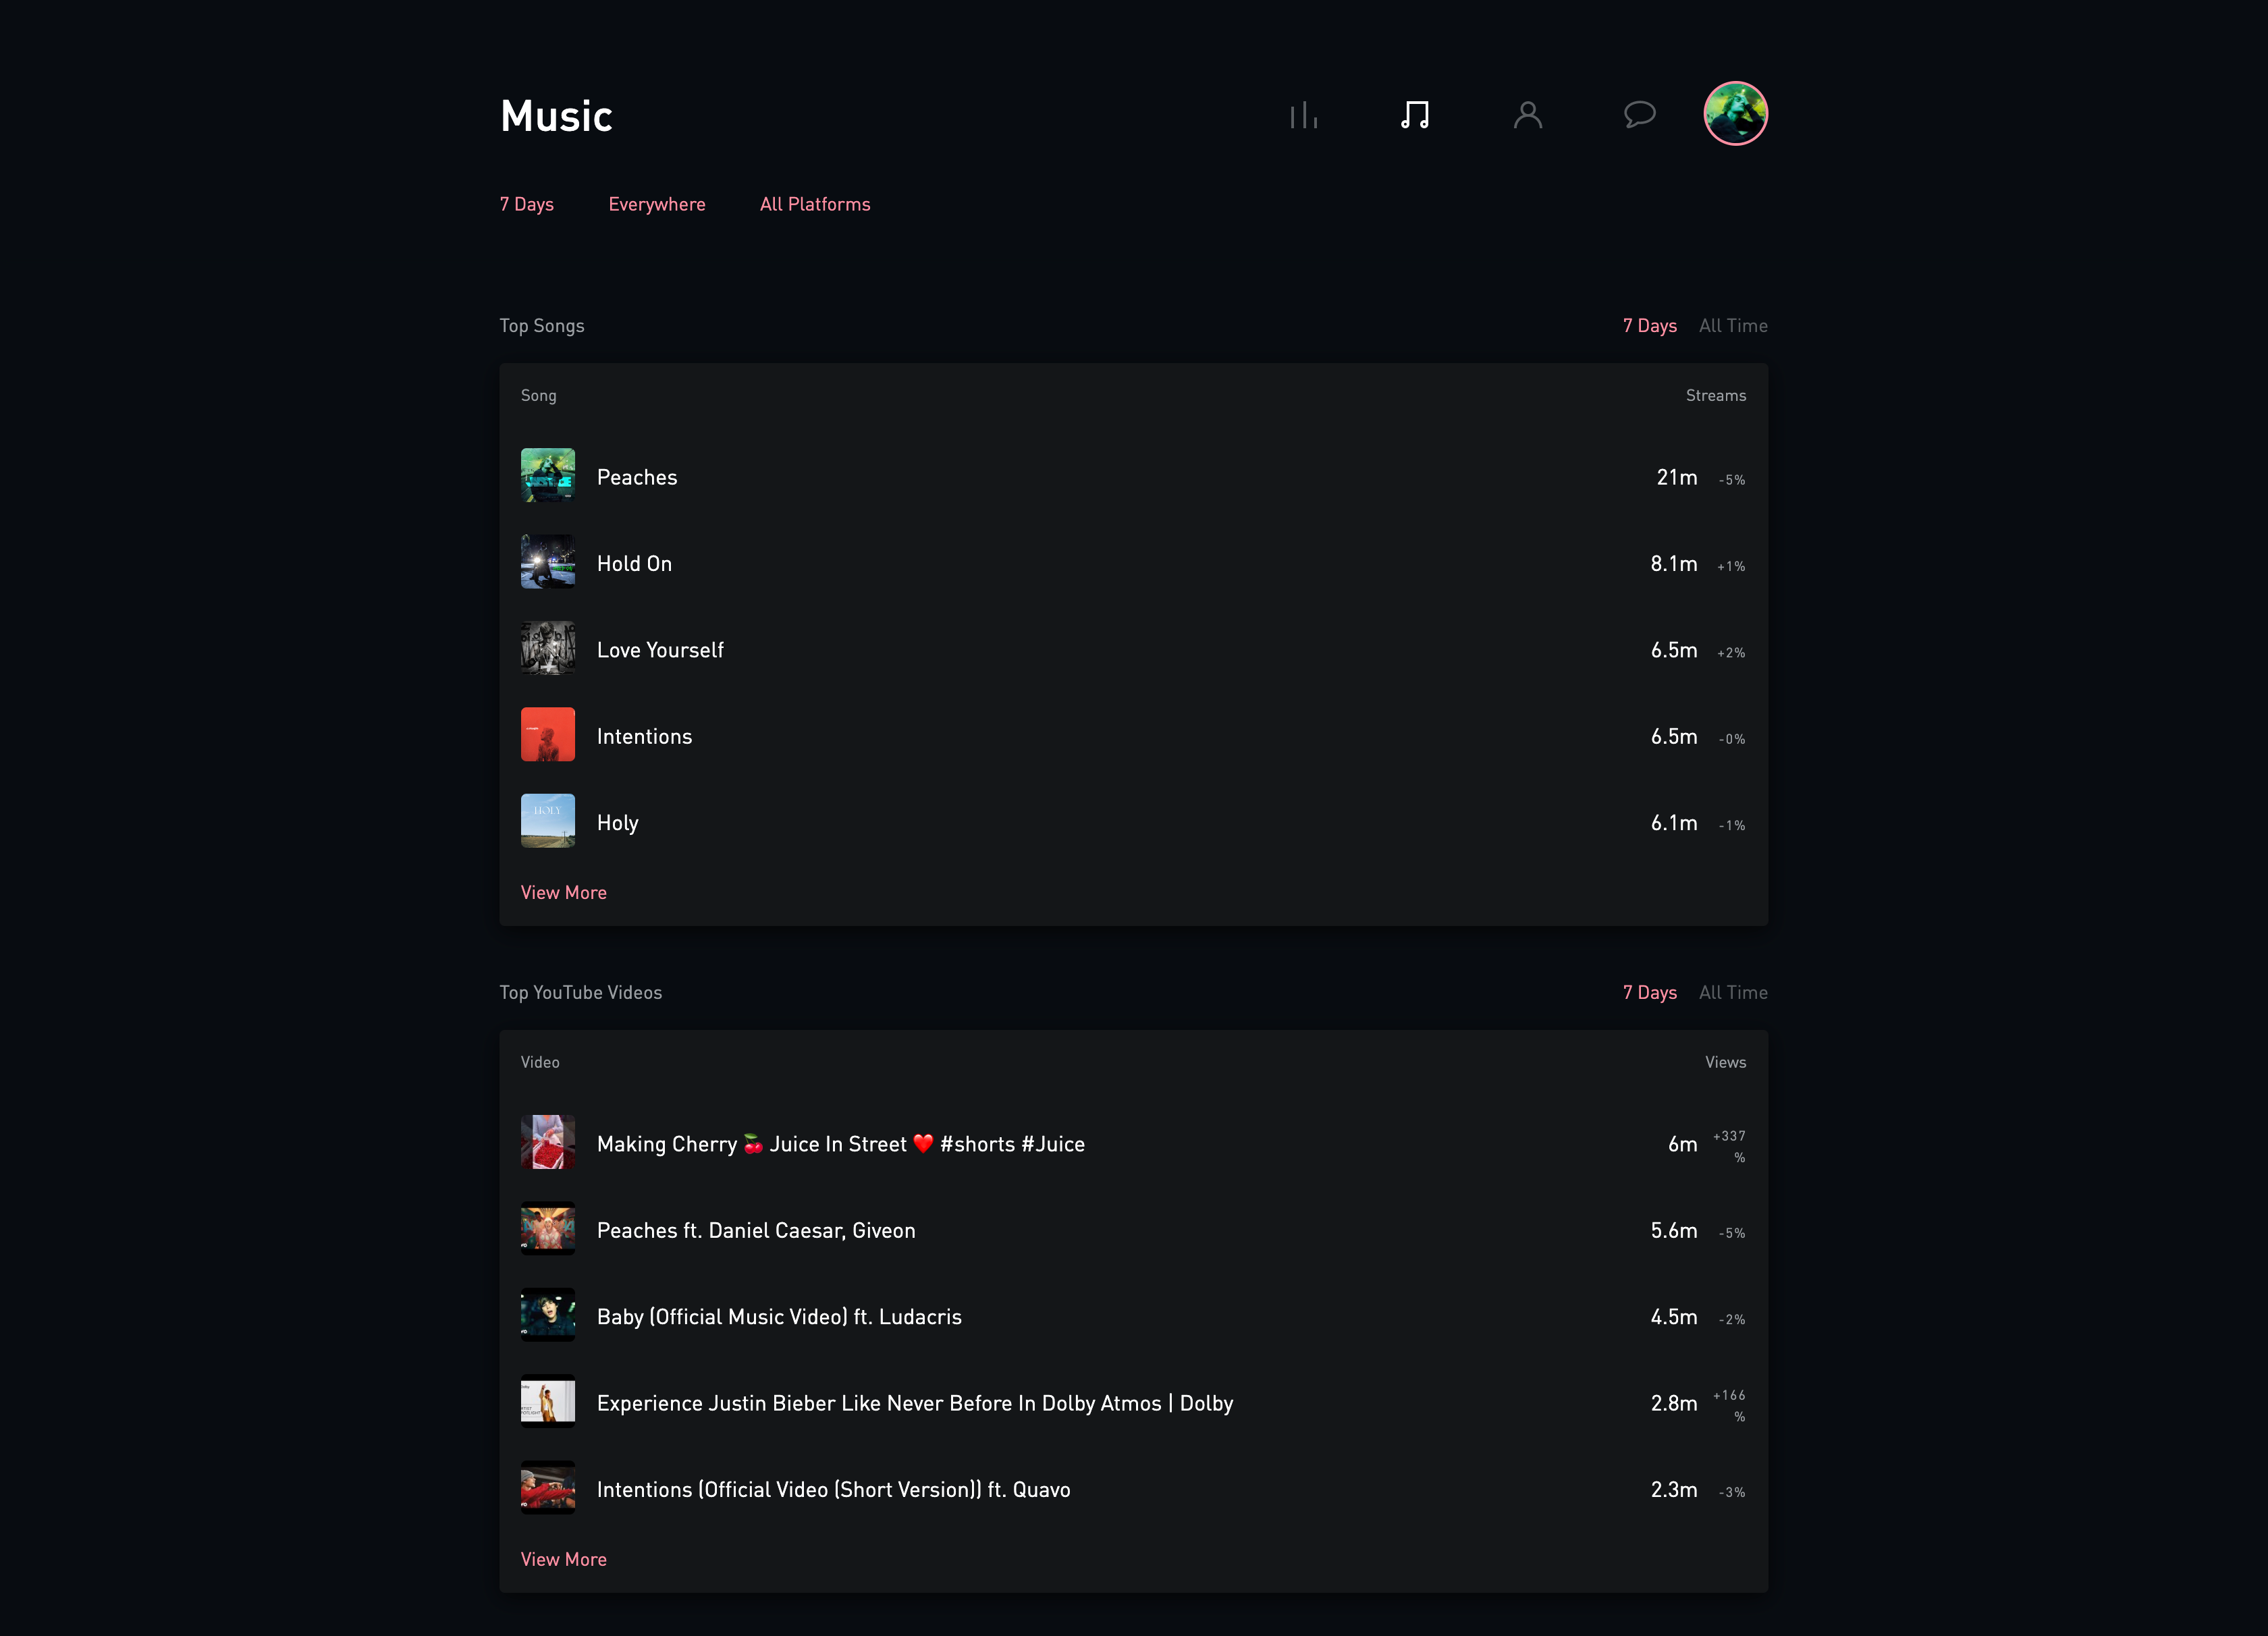 Music
7 Days Everywhere All Platforms
Top Songs 7 Days All Time
Song Streams
Peaches 21m -5%
Hold On 8.1m +1%
Love Yourself 6.5m +2%
Intentions 6.5m -0%
HOLY
Holy 6.1m -1%
View More
Top YouTube Videos 7 Days All Time
Video Views
Making Cherry 🍒 Juice In Street ❤️ #shorts #Juice 6m +337
%
Peaches ft. Daniel Caesar, Giveon 5.6m -5%
Baby (Official Music Video) ft. Ludacris 4.5m -2%
Experience Justin Bieber Like Never Before In Dolby Atmos | Dolby 2.8m +166
%
Intentions (Official Video (Short Version)) ft. Quavo 2.3m -3%
View More